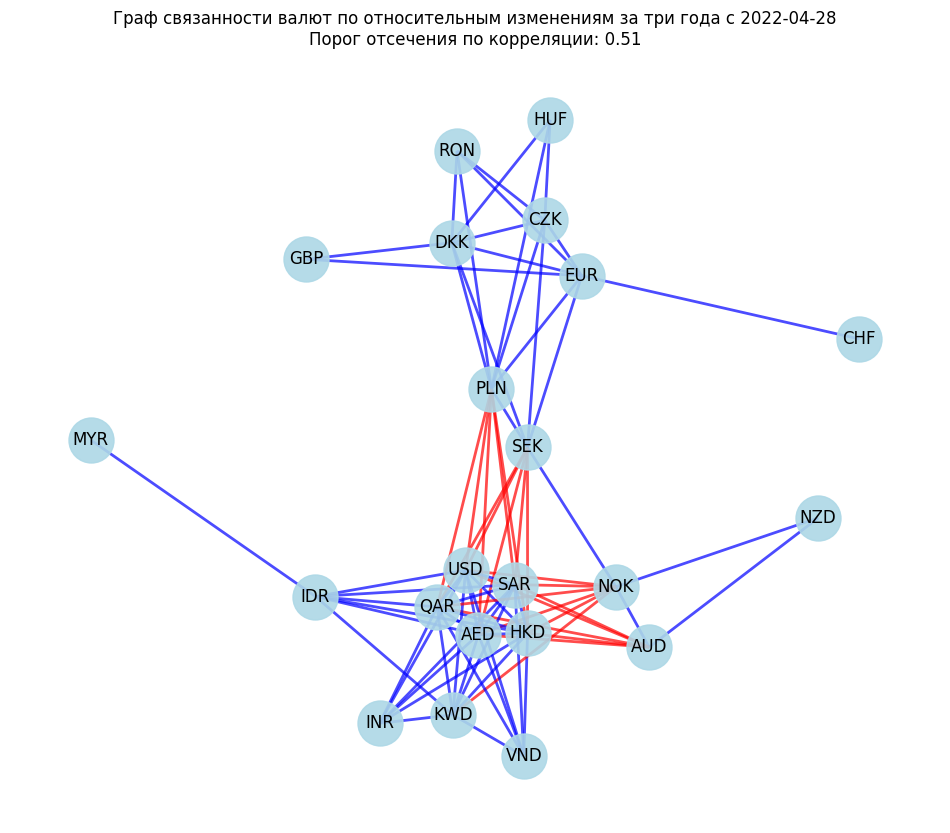 Граф связанности валют по относительным изменениям за три года с 2022-04-28
Порог отсечения по корреляции: 0.51
HUF
RON
CZK
DKK
GBP
EUR
CHF
PLN
MYR
SEK
NZD
USD
SAR
NOK
IDR
QAR
AED
HKD
AUD
INR
KWD
VND